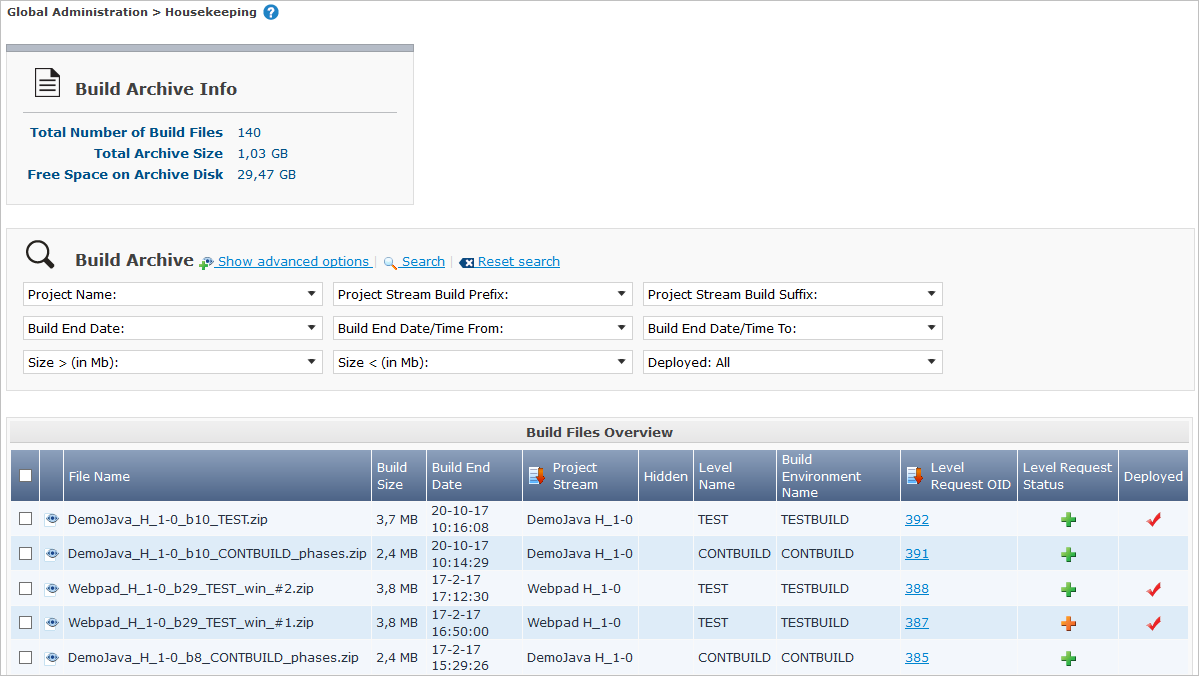 Global Administration > Housekeeping ?
Build Archive Info
Total Number of Build Files 140
Total Archive Size 1,03 GB
Free Space on Archive Disk 29,47 GB
Build Archive Show advanced options | Search | Reset search
Project Name: Project Stream Build Prefix: Project Stream Build Suffix:
Build End Date: Build End Date/Time From: Build End Date/Time To:
Size > (in Mb): Size < (in Mb): Deployed: All
Build Files Overview
File Name Build Size Build End Date Project Stream Hidden Level Name Build Environment Name Level Request OID Level Request Status Deployed
DemoJava_H_1-0_b10_TEST.zip 3,7 MB 20-10-17 10:16:08 DemoJava H_1-0 TEST TESTBUILD 392
DemoJava_H_1-0_b10_CONTBUILD_phases.zip 2,4 MB 20-10-17 10:14:29 DemoJava H_1-0 CONTBUILD CONTBUILD 391
Webpad_H_1-0_b29_TEST_win_#2.zip 3,8 MB 17-2-17 17:12:30 Webpad H_1-0 TEST TESTBUILD 388
Webpad_H_1-0_b29_TEST_win_#1.zip 3,8 MB 17-2-17 16:50:00 Webpad H_1-0 TEST TESTBUILD 387
DemoJava_H_1-0_b8_CONTBUILD_phases.zip 2,4 MB 17-2-17 15:29:26 DemoJava H_1-0 CONTBUILD CONTBUILD 385